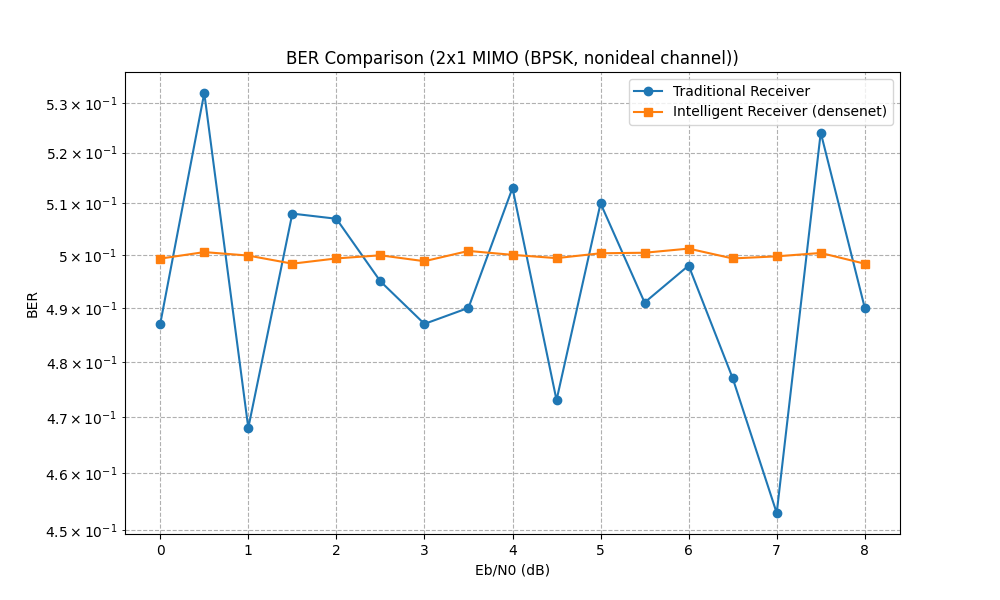 BER Comparison (2x1 MIMO (BPSK, nonideal channel))
Traditional Receiver
Intelligent Receiver (densenet)
5.3 × 10⁻¹
5.2 × 10⁻¹
5.1 × 10⁻¹
5 × 10⁻¹
4.9 × 10⁻¹
4.8 × 10⁻¹
4.7 × 10⁻¹
4.6 × 10⁻¹
4.5 × 10⁻¹
BER
0 1 2 3 4 5 6 7 8
Eb/N0 (dB)